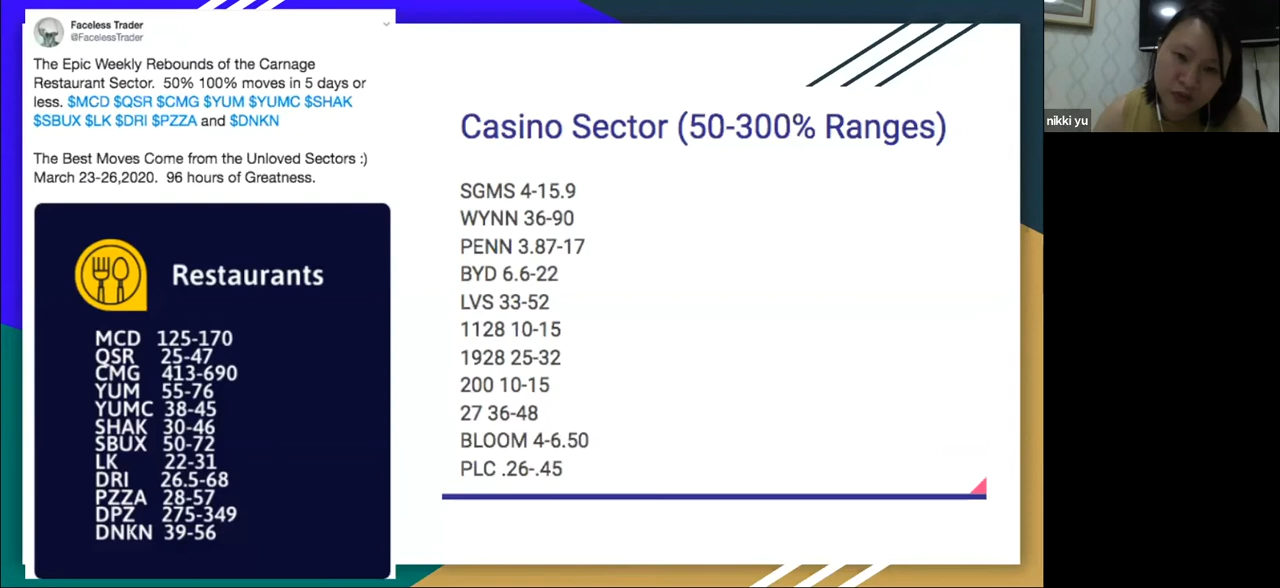 Faceless Trader
@FacelessTrader
The Epic Weekly Rebounds of the Carnage
Restaurant Sector. 50% 100% moves in 5 days or
less. $MCD $QSR $CMG $YUM $YUMC $SHAK
$SBUX $LK $DRI $PZZA and $DNKN
The Best Moves Come from the Unloved Sectors :)
March 23-26,2020. 96 hours of Greatness.
Restaurants
MCD 125-170
QSR 25-47
CMG 413-690
YUM 55-76
YUMC 38-45
SHAK 30-46
SBUX 50-72
LK 22-31
DRI 26.5-68
PZZA 28-57
DPZ 275-349
DNKN 39-56
Casino Sector (50-300% Ranges)
SGMS 4-15.9
WYNN 36-90
PENN 3.87-17
BYD 6.6-22
LVS 33-52
1128 10-15
1928 25-32
200 10-15
27 36-48
BLOOM 4-6.50
PLC .26-.45
nikki yu